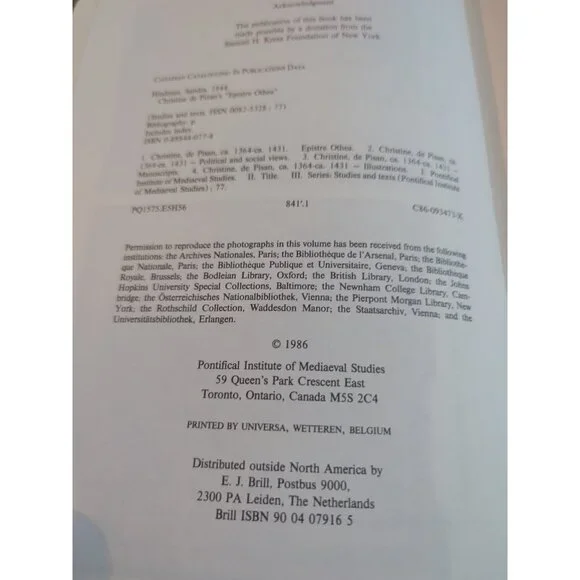 Acknowledgment
The publication of this book has been
made possible by a donation from the
Samuel H. Kress Foundation of New York
Canadian Cataloguing in Publication Data
Hindman, Sandra, 1944-
Christine de Pizan's "Epistre Othéa"
(Studies and texts, ISSN 0082-5328 ; 77)
Bibliography: p.
Includes index.
ISBN 0-88844-077-8
1. Christine, de Pisan, ca. 1364-ca. 1431. Epistre Othea. 2. Christine, de Pisan, ca.
1364-ca. 1431 – Political and social views. 3. Christine, de Pisan, ca. 1364-ca. 1431 –
Manuscripts. 4. Christine, de Pisan, ca. 1364-ca. 1431 – Illustrations. I. Pontifical
Institute of Mediaeval Studies. II. Title. III. Series: Studies and texts (Pontifical Institute
of Mediaeval Studies) ; 77.
PQ1575.E5H56 841'.1 C86-093475-X
Permission to reproduce the photographs in this volume has been received from the following
institutions: the Archives Nationales, Paris; the Bibliothèque de l'Arsenal, Paris; the Bibliothè-
que Nationale, Paris; the Bibliothèque Publique et Universitaire, Geneva; the Bibliothèque
Royale, Brussels; the Bodleian Library, Oxford; the British Library, London; the Johns
Hopkins University Special Collections, Baltimore; the Newnham College Library, Cam-
bridge; the Österreichisches Nationalbibliothek, Vienna; the Pierpont Morgan Library, New
York; the Rothschild Collection, Waddesdon Manor; the Staatsarchiv, Vienna; and the
Universitätsbibliothek, Erlangen.
© 1986
Pontifical Institute of Mediaeval Studies
59 Queen's Park Crescent East
Toronto, Ontario, Canada M5S 2C4
PRINTED BY UNIVERSA, WETTEREN, BELGIUM
Distributed outside North America by
E. J. Brill, Postbus 9000,
2300 PA Leiden, The Netherlands
Brill ISBN 90 04 07916 5